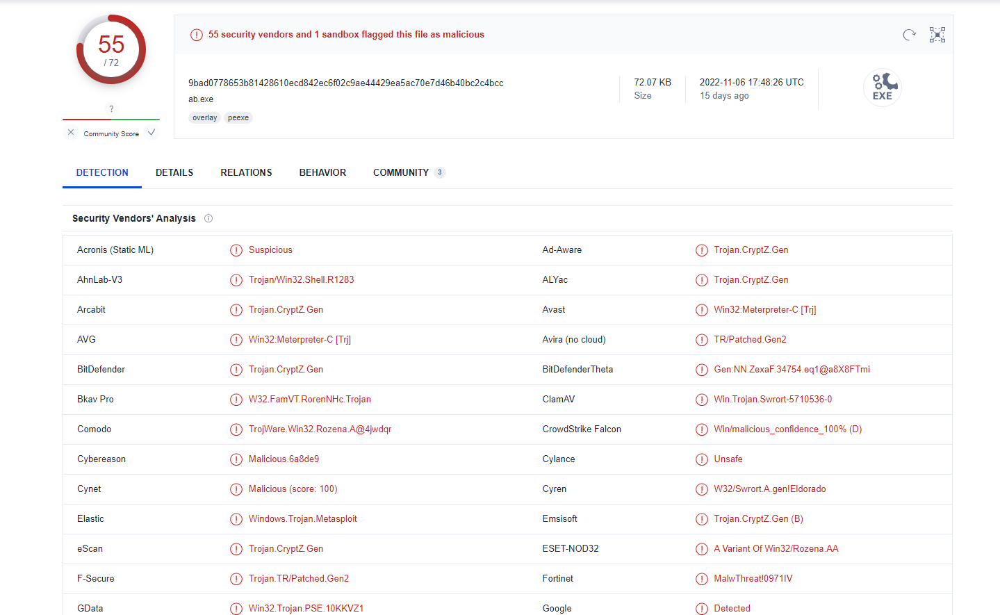 55
/ 72
?
Community Score
55 security vendors and 1 sandbox flagged this file as malicious
9bad0778653b81428610ecd842ec6f02c9ae44429ea5ac70e7d46b40bc2c4bcc
ab.exe
overlay peexe
72.07 KB
Size
2022-11-06 17:48:26 UTC
15 days ago
EXE
DETECTION DETAILS RELATIONS BEHAVIOR COMMUNITY 3
Security Vendors' Analysis
Acronis (Static ML) Suspicious Ad-Aware Trojan.CryptZ.Gen
AhnLab-V3 Trojan/Win32.Shell.R1283 ALYac Trojan.CryptZ.Gen
Arcabit Trojan.CryptZ.Gen Avast Win32:Meterpreter-C [Trj]
AVG Win32:Meterpreter-C [Trj] Avira (no cloud) TR/Patched.Gen2
BitDefender Trojan.CryptZ.Gen BitDefenderTheta Gen:NN.ZexaF.34754.eq1@a8X8FTmi
Bkav Pro W32.FamVT.RorenNHc.Trojan ClamAV Win.Trojan.Swrort-5710536-0
Comodo TrojWare.Win32.Rozena.A@4jwdqr CrowdStrike Falcon Win/malicious_confidence_100% (D)
Cybereason Malicious.6a8de9 Cylance Unsafe
Cynet Malicious (score: 100) Cyren W32/Swrort.A.gen!Eldorado
Elastic Windows.Trojan.Metasploit Emsisoft Trojan.CryptZ.Gen (B)
eScan Trojan.CryptZ.Gen ESET-NOD32 A Variant Of Win32/Rozena.AA
F-Secure Trojan.TR/Patched.Gen2 Fortinet MalwThreat!0971IV
GData Win32.Trojan.PSE.10KKVZ1 Google Detected